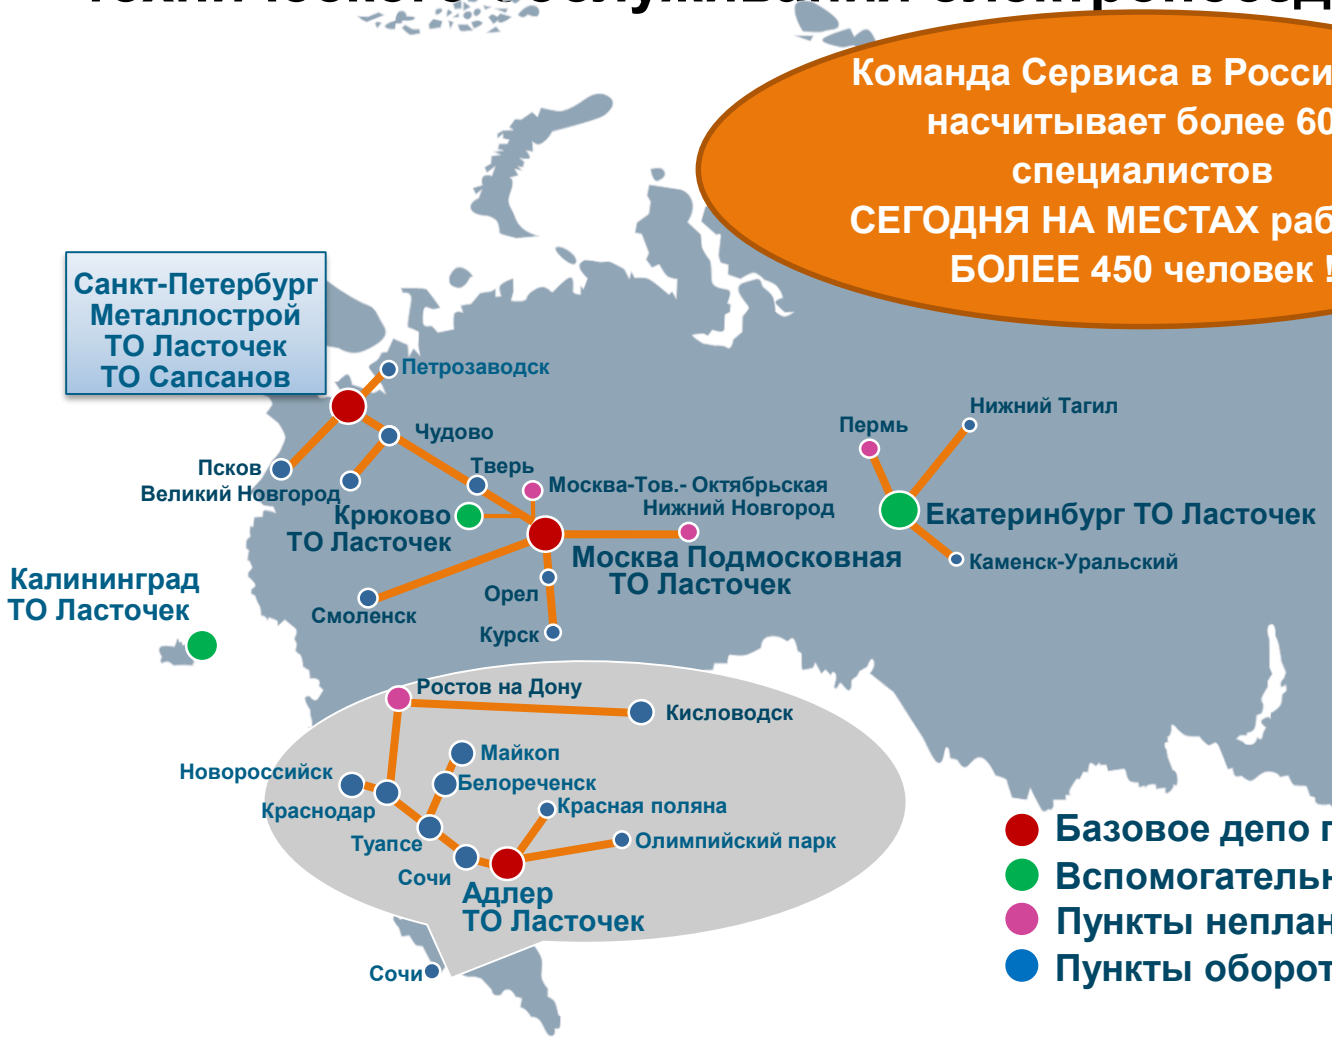 технического обслуживания электропоезд
Команда Сервиса в Росси
насчитывает более 60
специалистов
СЕГОДНЯ НА МЕСТАХ раб
БОЛЕЕ 450 человек !
Санкт-Петербург
Металлострой
ТО Ласточек
ТО Сапсанов
Петрозаводск
Чудово
Псков
Великий Новгород
Тверь
Москва-Тов.- Октябрьская
Нижний Новгород
Крюково
ТО Ласточек
Москва Подмосковная
ТО Ласточек
Орел
Курск
Смоленск
Калининград
ТО Ласточек
Пермь
Нижний Тагил
Екатеринбург ТО Ласточек
Каменск-Уральский
Ростов на Дону
Кисловодск
Майкоп
Белореченск
Новороссийск
Краснодар
Красная поляна
Туапсе
Олимпийский парк
Сочи
Адлер
ТО Ласточек
Сочи
Базовое депо п
Вспомогательн
Пункты неплан
Пункты оборот